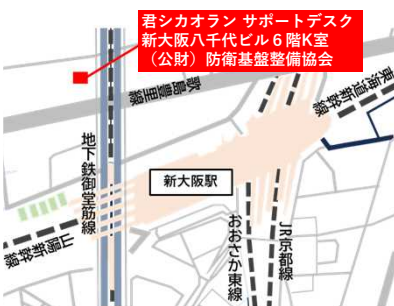 君シカオラン サポートデスク
新大阪八千代ビル６階K室
（公財）防衛基盤整備協会
歌島豊里線
東海道新幹線
地下鉄御堂筋線
新大阪駅
山陽新幹線
おおさか東線
JR京都線